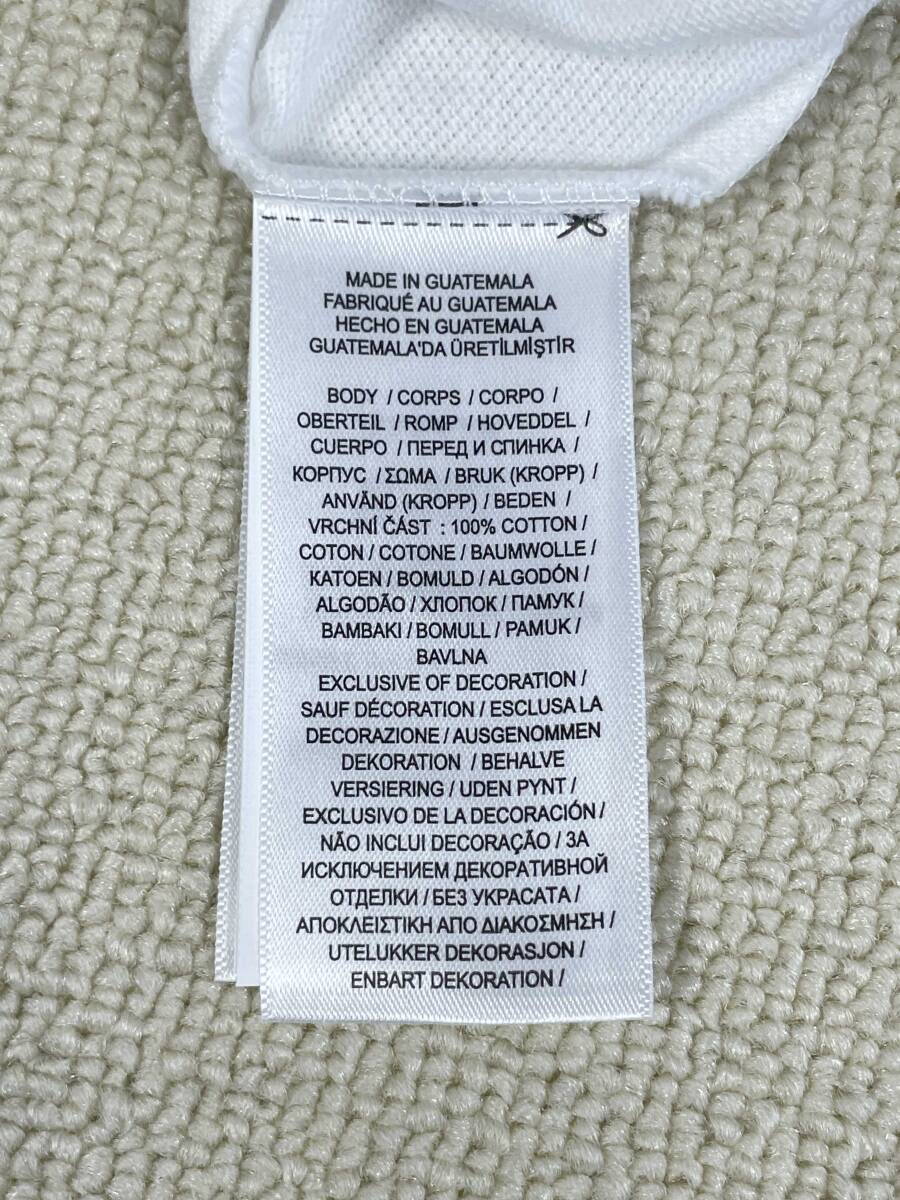 MADE IN GUATEMALA
FABRIQUÉ AU GUATEMALA
HECHO EN GUATEMALA
GUATEMALA'DA ÜRETİLMİŞTİR
BODY / CORPS / CORPO /
OBERTEIL / ROMP / HOVEDDEL /
CUERPO / ПЕРЕД И СПИНКА /
КОРПУС / ΣΩΜΑ / BRUK (KROPP) /
ANVÄND (KROPP) / BEDEN /
VRCHNÍ ČÁST : 100% COTTON /
COTON / COTONE / BAUMWOLLE /
KATOEN / BOMULD / ALGODÓN /
ALGODÃO / ХЛОПОК / ПАМУК /
BAMBAKI / BOMULL / PAMUK /
BAVLNA
EXCLUSIVE OF DECORATION /
SAUF DÉCORATION / ESCLUSA LA
DECORAZIONE / AUSGENOMMEN
DEKORATION / BEHALVE
VERSIERING / UDEN PYNT /
EXCLUSIVO DE LA DECORACIÓN /
NÃO INCLUI DECORAÇÃO / ЗА
ИСКЛЮЧЕНИЕМ ДЕКОРАТИВНОЙ
ОТДЕЛКИ / БЕЗ УКРАСАТА /
ΑΠΟΚΛΕΙΣΤΙΚΗ ΑΠΟ ΔΙΑΚΟΣΜΗΣΗ /
UTELUKKER DEKORASJON /
ENBART DEKORATION /